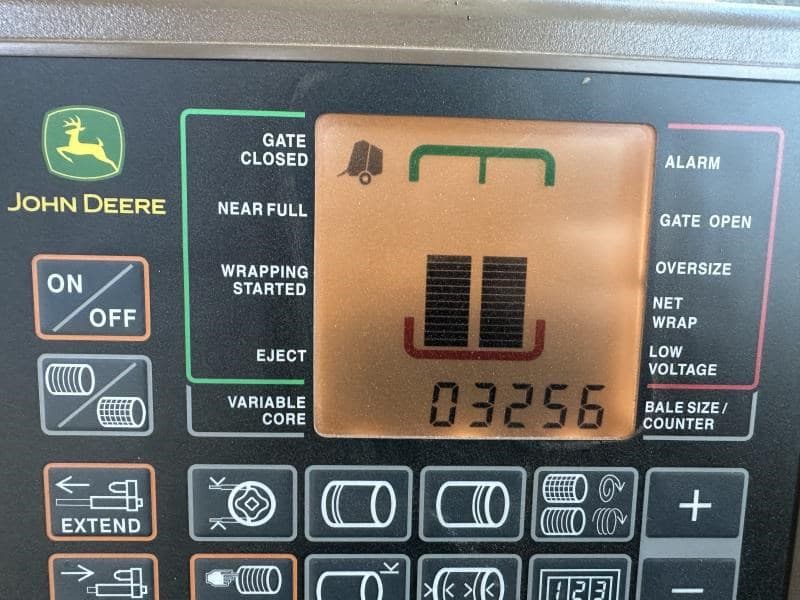 JOHN DEERE
GATE
CLOSED
NEAR FULL
WRAPPING
STARTED
EJECT
VARIABLE
CORE
03256
ALARM
GATE OPEN
OVERSIZE
NET
WRAP
LOW
VOLTAGE
BALE SIZE /
COUNTER
ON
OFF
EXTEND
+
−
123